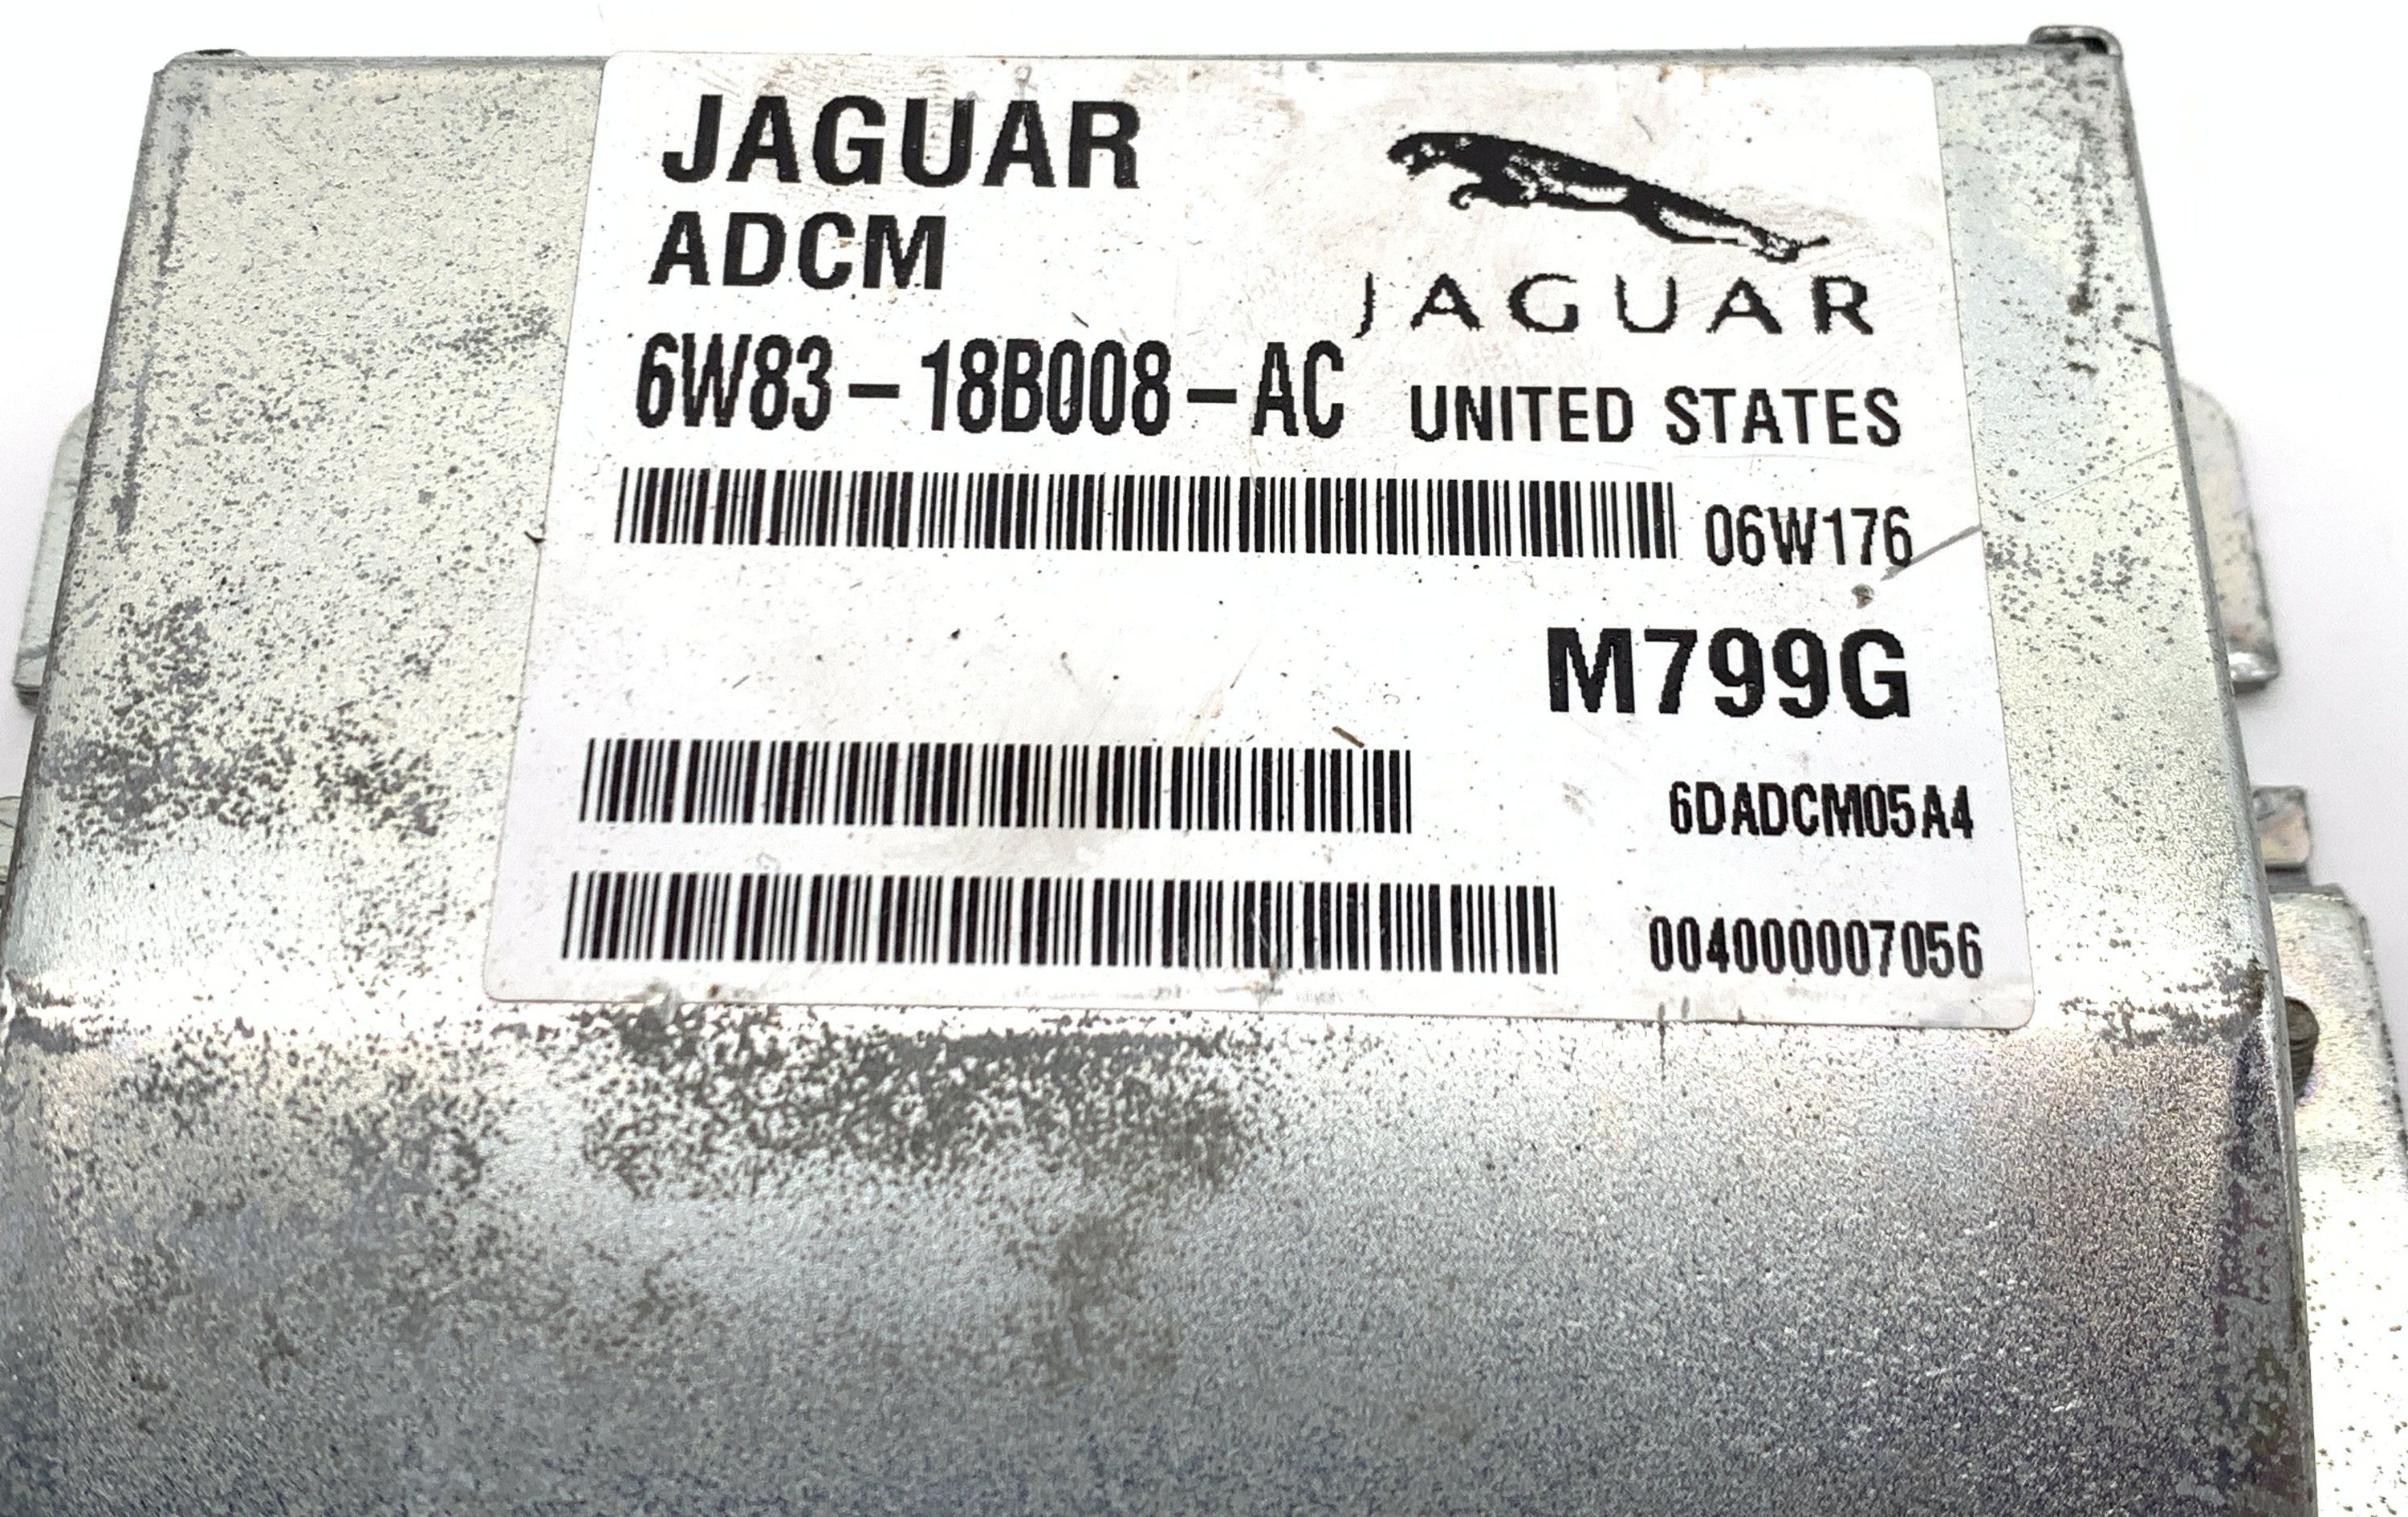 JAGUAR
ADCM
JAGUAR
6W83-18B008-AC
UNITED STATES
06W176
M799G
6DADCM05A4
004000007056